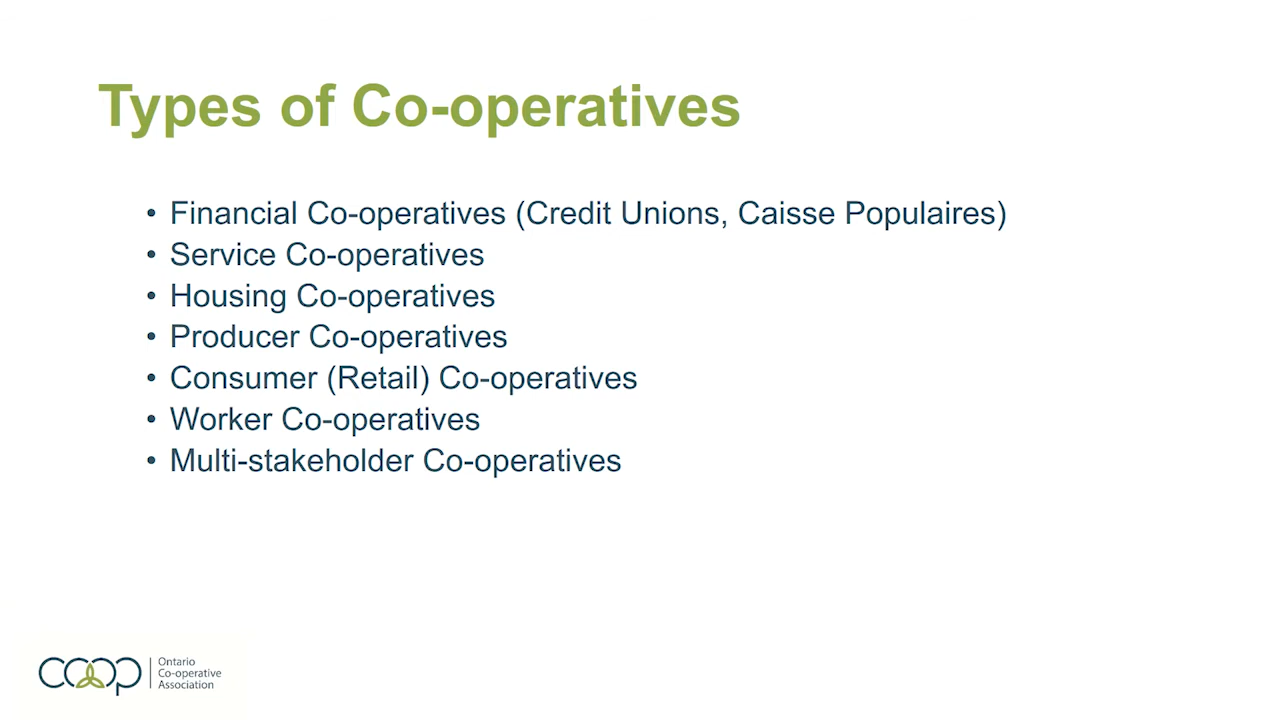 Types of Co-operatives
• Financial Co-operatives (Credit Unions, Caisse Populaires)
• Service Co-operatives
• Housing Co-operatives
• Producer Co-operatives
• Consumer (Retail) Co-operatives
• Worker Co-operatives
• Multi-stakeholder Co-operatives
coop
Ontario
Co-operative
Association